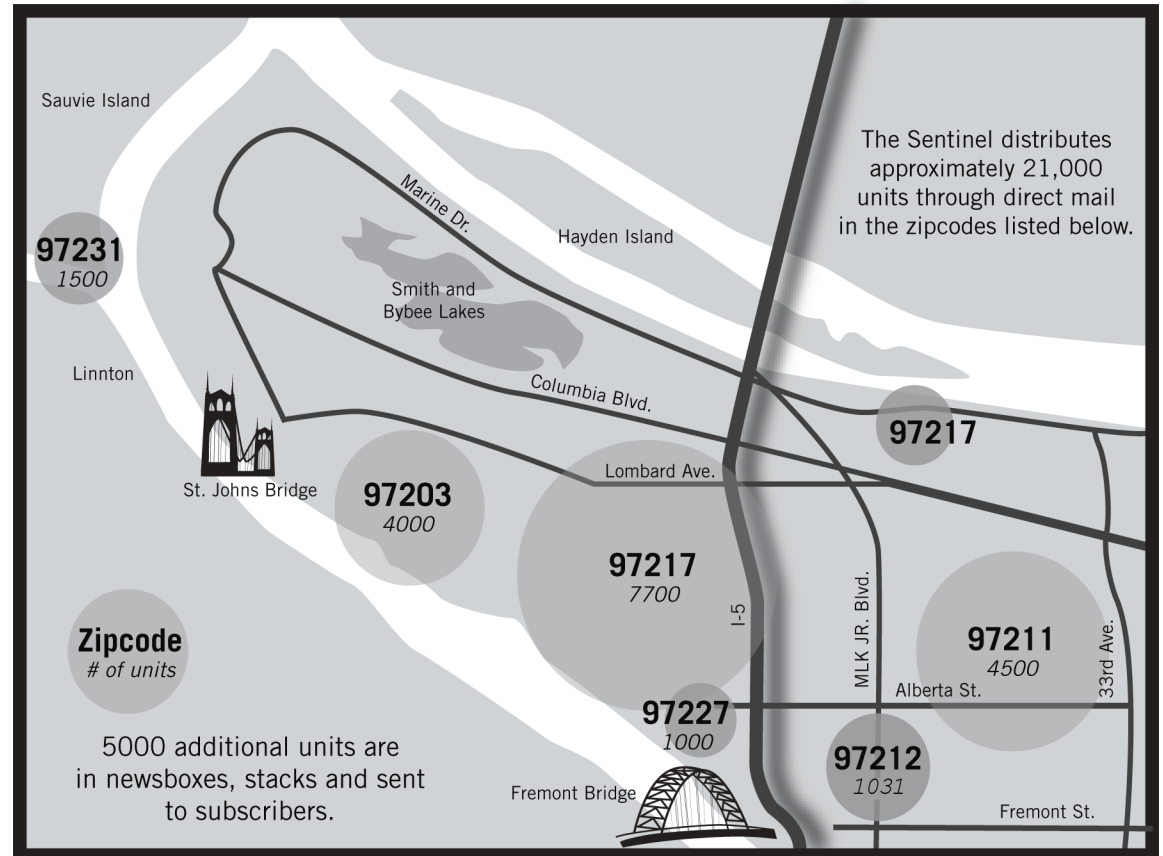 Sauvie Island
The Sentinel distributes
approximately 21,000
units through direct mail
in the zipcodes listed below.
Marine Dr.
Hayden Island
97231
1500
Smith and
Bybee Lakes
Linnton
Columbia Blvd.
97217
St. Johns Bridge
Lombard Ave.
97203
4000
97217
7700
I-5
MLK JR. Blvd.
97211
4500
33rd Ave.
Zipcode
# of units
Alberta St.
97227
1000
97212
1031
5000 additional units are
in newsboxes, stacks and sent
to subscribers.
Fremont Bridge
Fremont St.